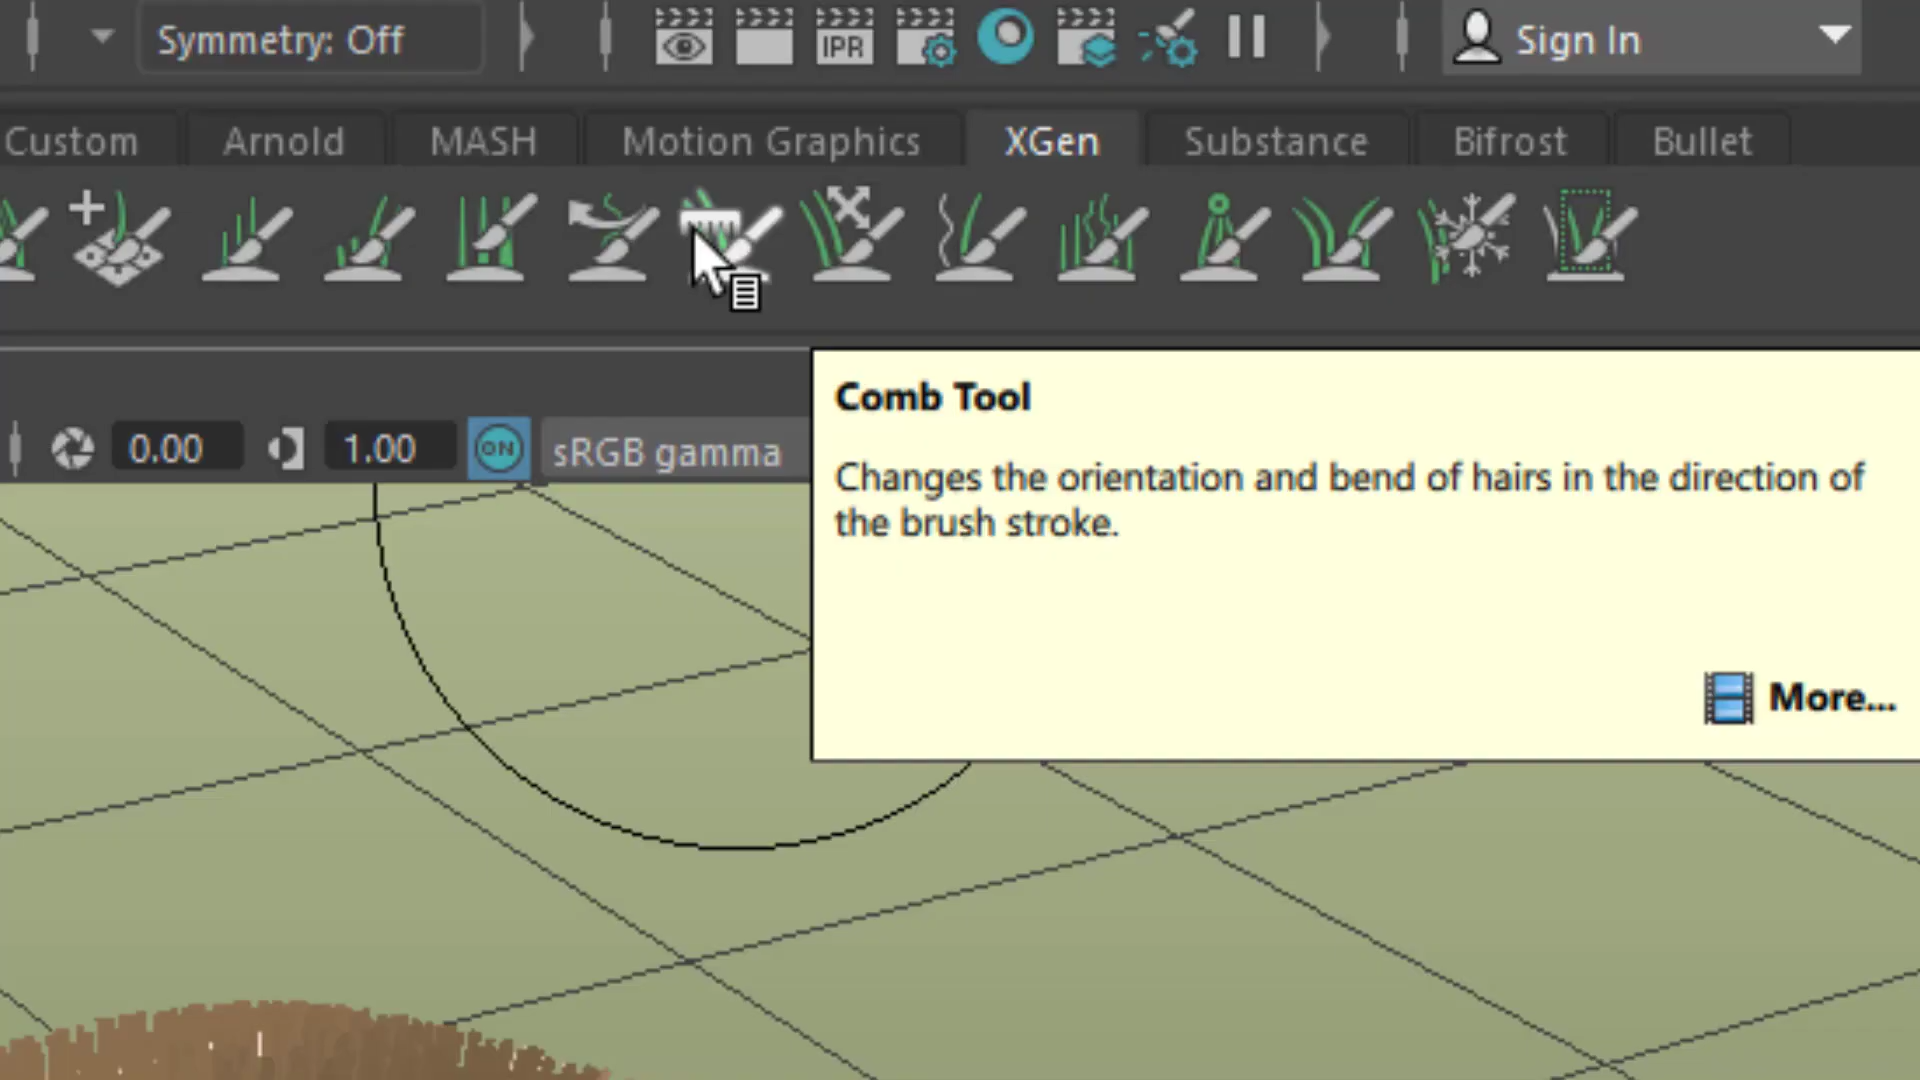 Symmetry: Off
IPR
Sign In
Custom
Arnold
MASH
Motion Graphics
XGen
Substance
Bifrost
Bullet
0.00
1.00
ON
sRGB gamma
Comb Tool
Changes the orientation and bend of hairs in the direction of
the brush stroke.
More...